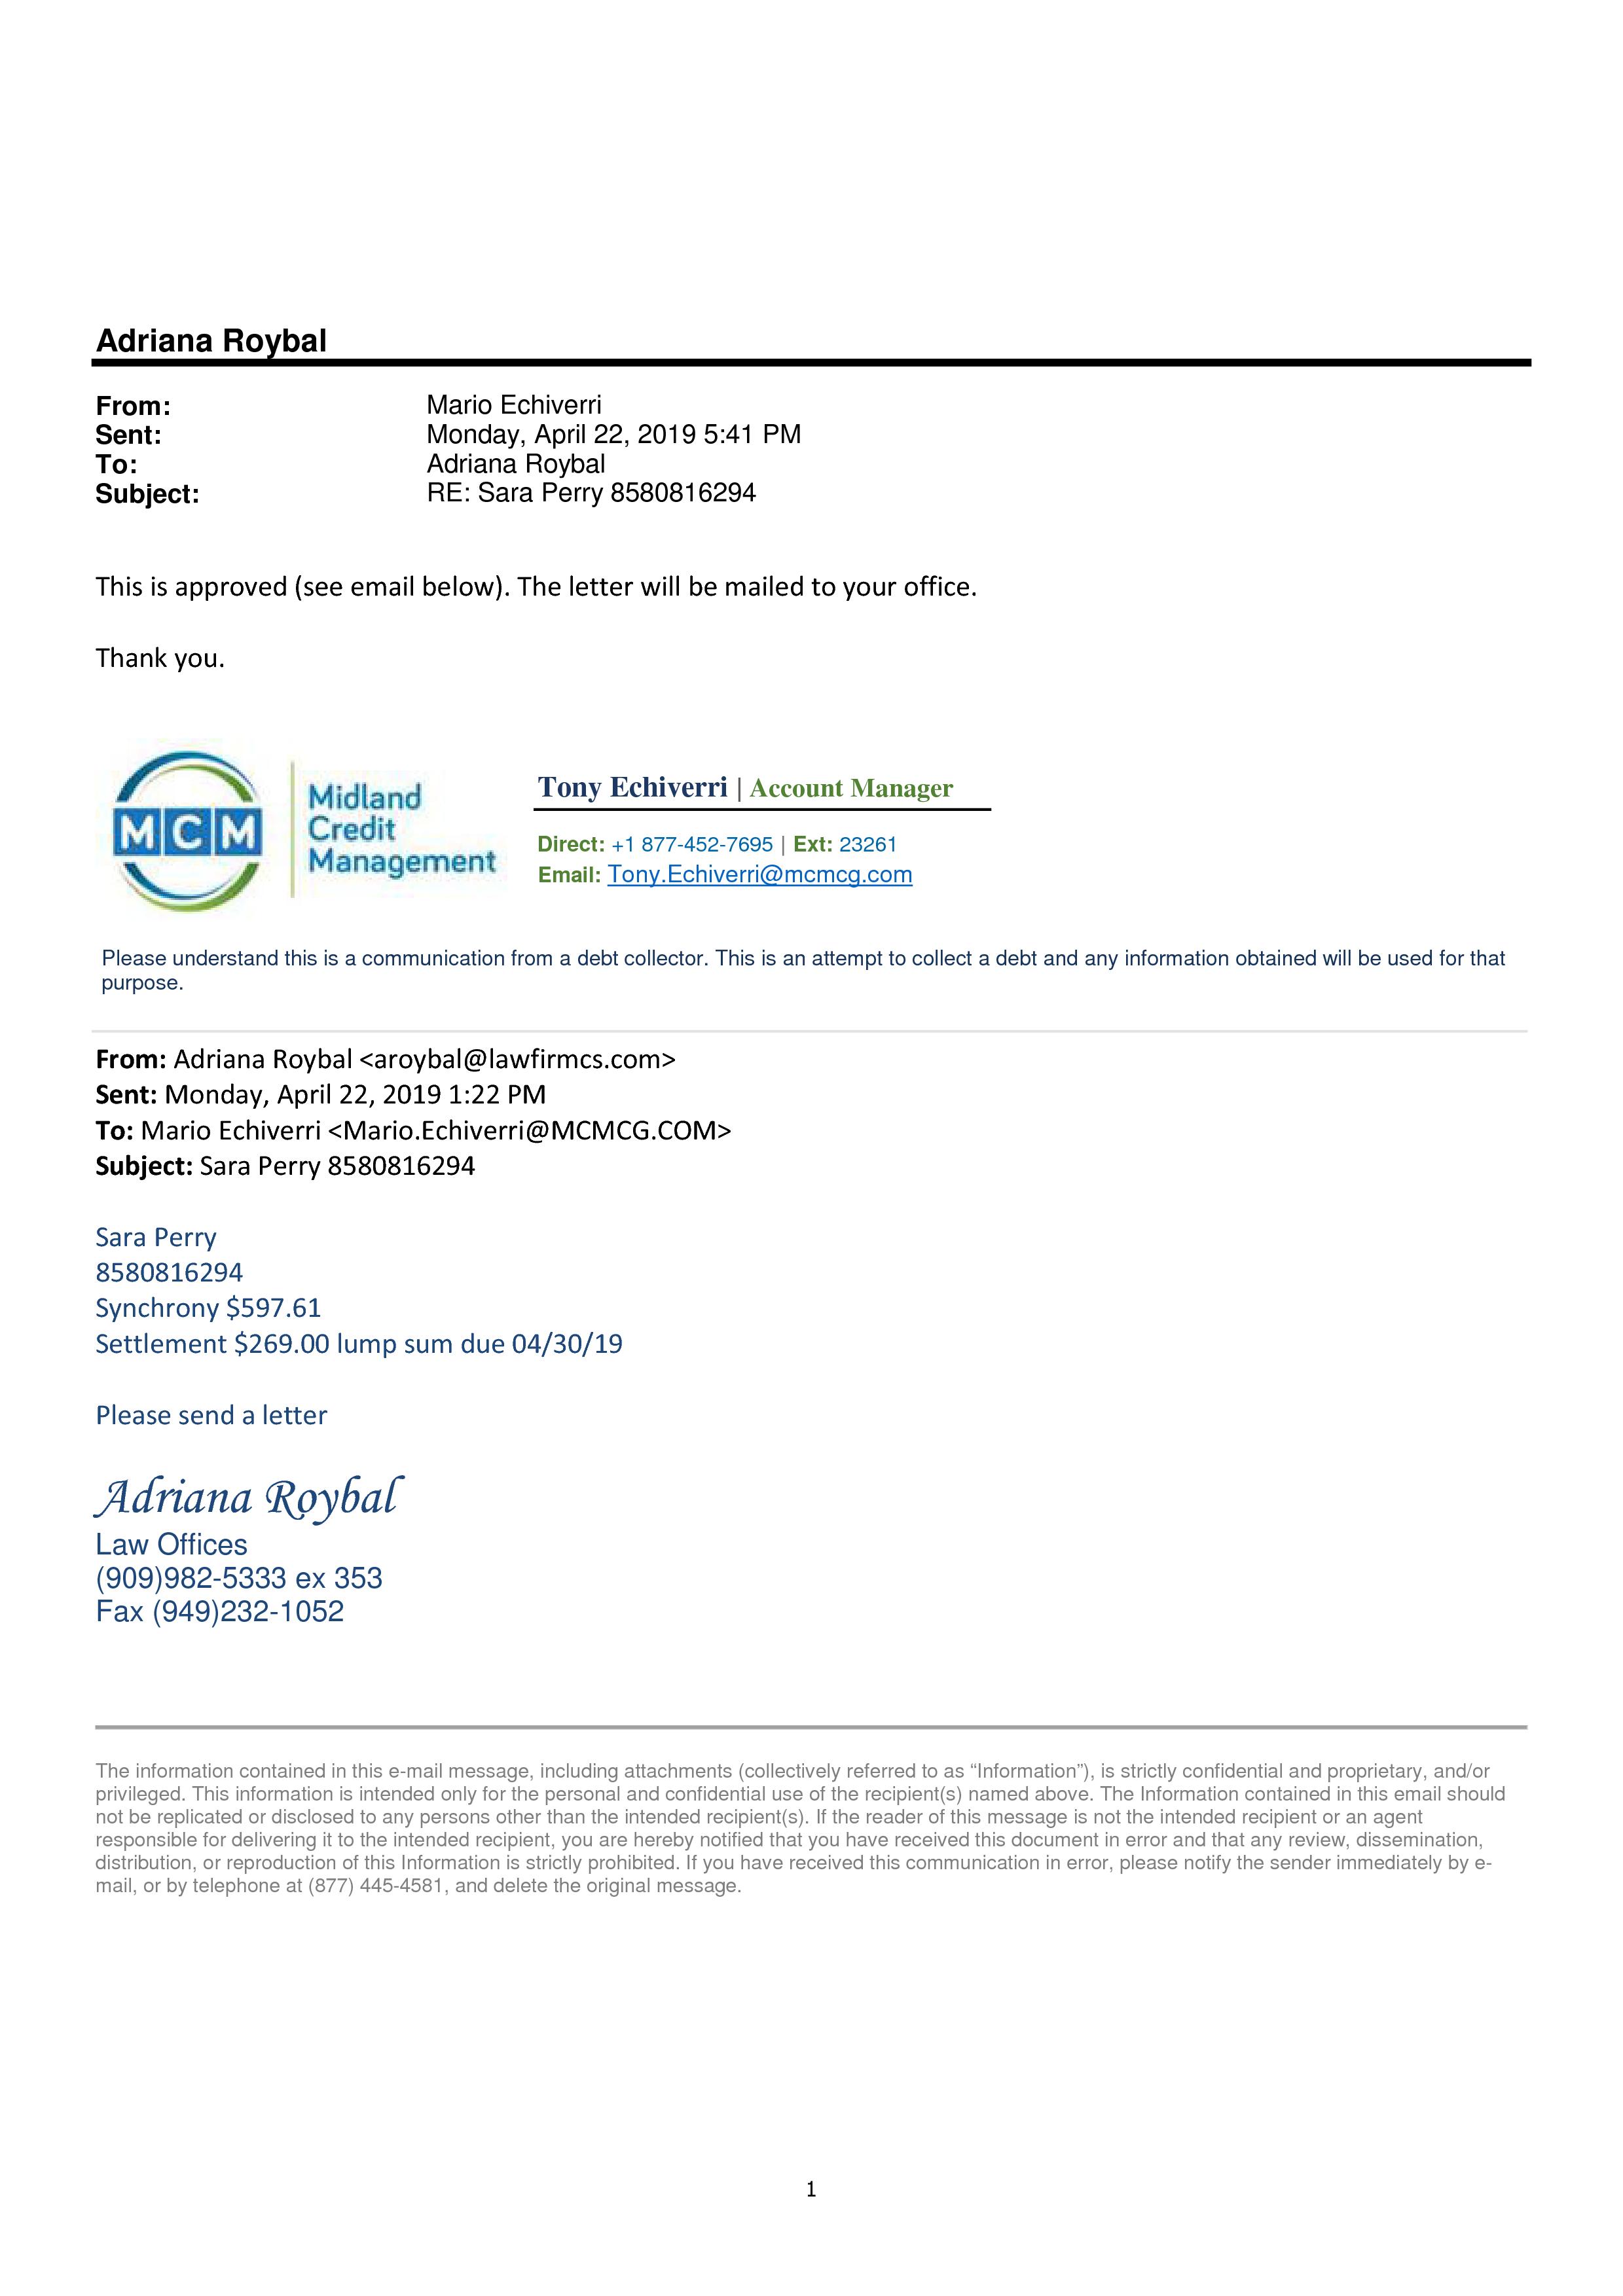 Adriana Roybal
From: Mario Echiverri
Sent: Monday, April 22, 2019 5:41 PM
To: Adriana Roybal
Subject: RE: Sara Perry 8580816294
This is approved (see email below). The letter will be mailed to your office.
Thank you.
MCM
Midland
Credit
Management
Tony Echiverri | Account Manager
Direct: +1 877-452-7695 | Ext: 23261
Email: Tony.Echiverri@mcmcg.com
Please understand this is a communication from a debt collector. This is an attempt to collect a debt and any information obtained will be used for that
purpose.
From: Adriana Roybal <aroybal@lawfirmcs.com>
Sent: Monday, April 22, 2019 1:22 PM
To: Mario Echiverri <Mario.Echiverri@MCMCG.COM>
Subject: Sara Perry 8580816294
Sara Perry
8580816294
Synchrony $597.61
Settlement $269.00 lump sum due 04/30/19
Please send a letter
Adriana Roybal
Law Offices
(909)982-5333 ex 353
Fax (949)232-1052
The information contained in this e-mail message, including attachments (collectively referred to as “Information”), is strictly confidential and proprietary, and/or
privileged. This information is intended only for the personal and confidential use of the recipient(s) named above. The Information contained in this email should
not be replicated or disclosed to any persons other than the intended recipient(s). If the reader of this message is not the intended recipient or an agent
responsible for delivering it to the intended recipient, you are hereby notified that you have received this document in error and that any review, dissemination,
distribution, or reproduction of this Information is strictly prohibited. If you have received this communication in error, please notify the sender immediately by e-
mail, or by telephone at (877) 445-4581, and delete the original message.
1